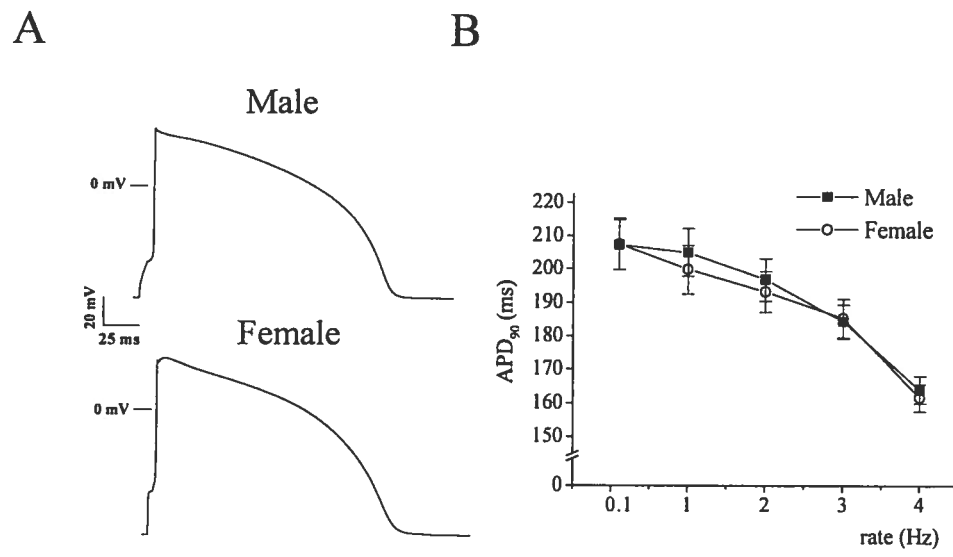 A
B
Male
0 mV
20 mV
25 ms
Female
0 mV
Male
Female
APD90 (ms)
220
210
200
190
180
170
160
150
0
0.1 1 2 3 4
rate (Hz)